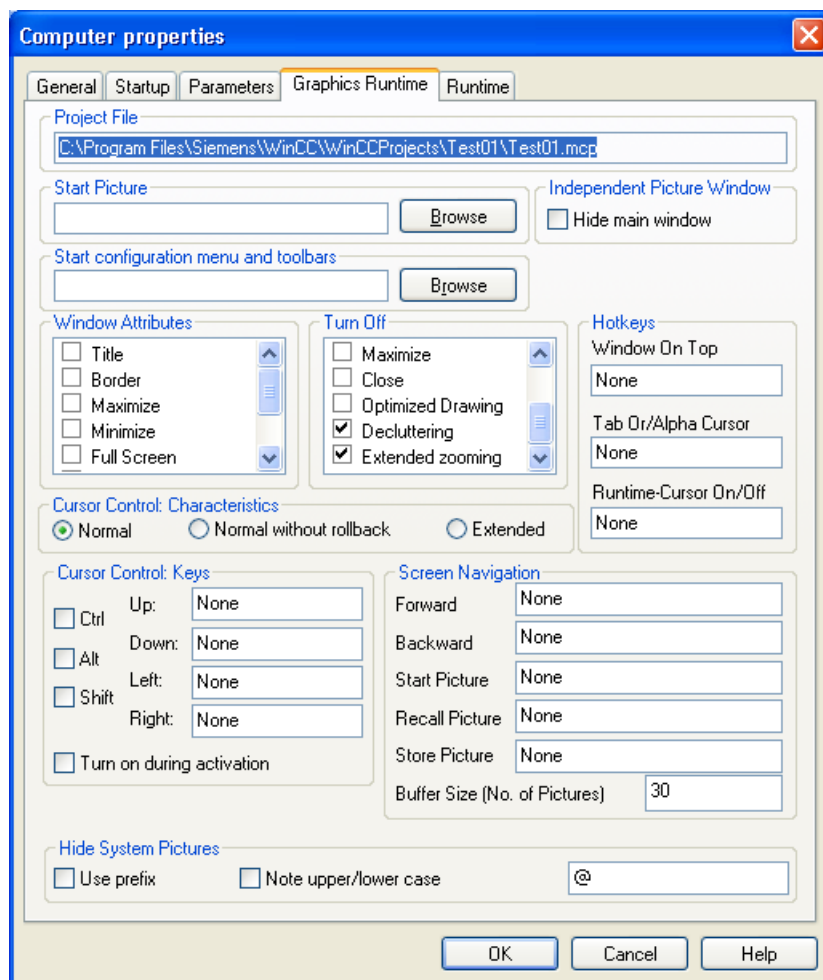 Computer properties
General Startup Parameters Graphics Runtime Runtime
Project File
C:\Program Files\Siemens\WinCC\WinCCProjects\Test01\Test01.mcp
Start Picture
Browse
Independent Picture Window
Hide main window
Start configuration menu and toolbars
Browse
Window Attributes
Title
Border
Maximize
Minimize
Full Screen
Turn Off
Maximize
Close
Optimized Drawing
Decluttering
Extended zooming
Hotkeys
Window On Top
None
Tab Or/Alpha Cursor
None
Runtime-Cursor On/Off
None
Cursor Control: Characteristics
Normal Normal without rollback Extended
Cursor Control: Keys
Ctrl
Alt
Shift
Up: None
Down: None
Left: None
Right: None
Turn on during activation
Screen Navigation
Forward None
Backward None
Start Picture None
Recall Picture None
Store Picture None
Buffer Size (No. of Pictures) 30
Hide System Pictures
Use prefix Note upper/lower case @
OK Cancel Help